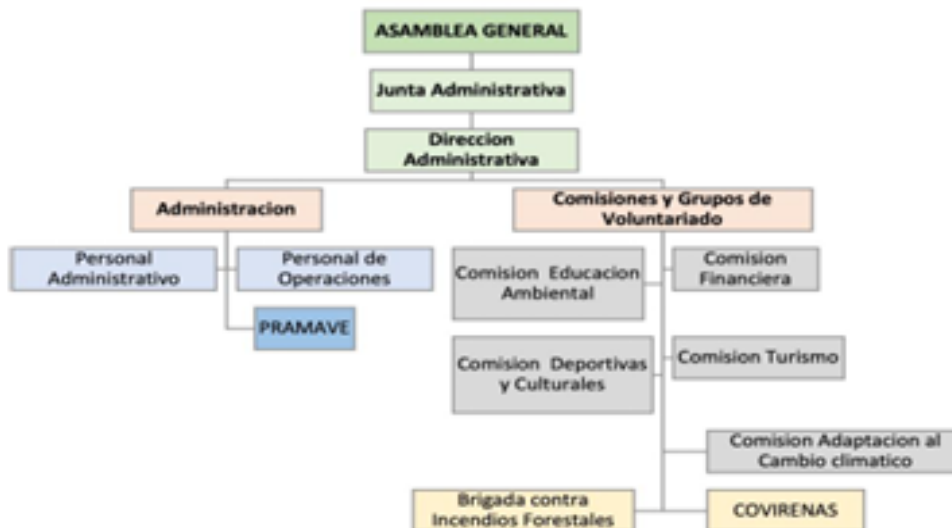 ASAMBLEA GENERAL
Junta Administrativa
Direccion
Administrativa
Administracion
Comisiones y Grupos de
Voluntariado
Personal
Administrativo
Personal de
Operaciones
PRAMAVE
Comision Educacion
Ambiental
Comision
Financiera
Comision Deportivas
y Culturales
Comision Turismo
Comision Adaptacion al
Cambio climatico
Brigada contra
Incendios Forestales
COVIRENAS